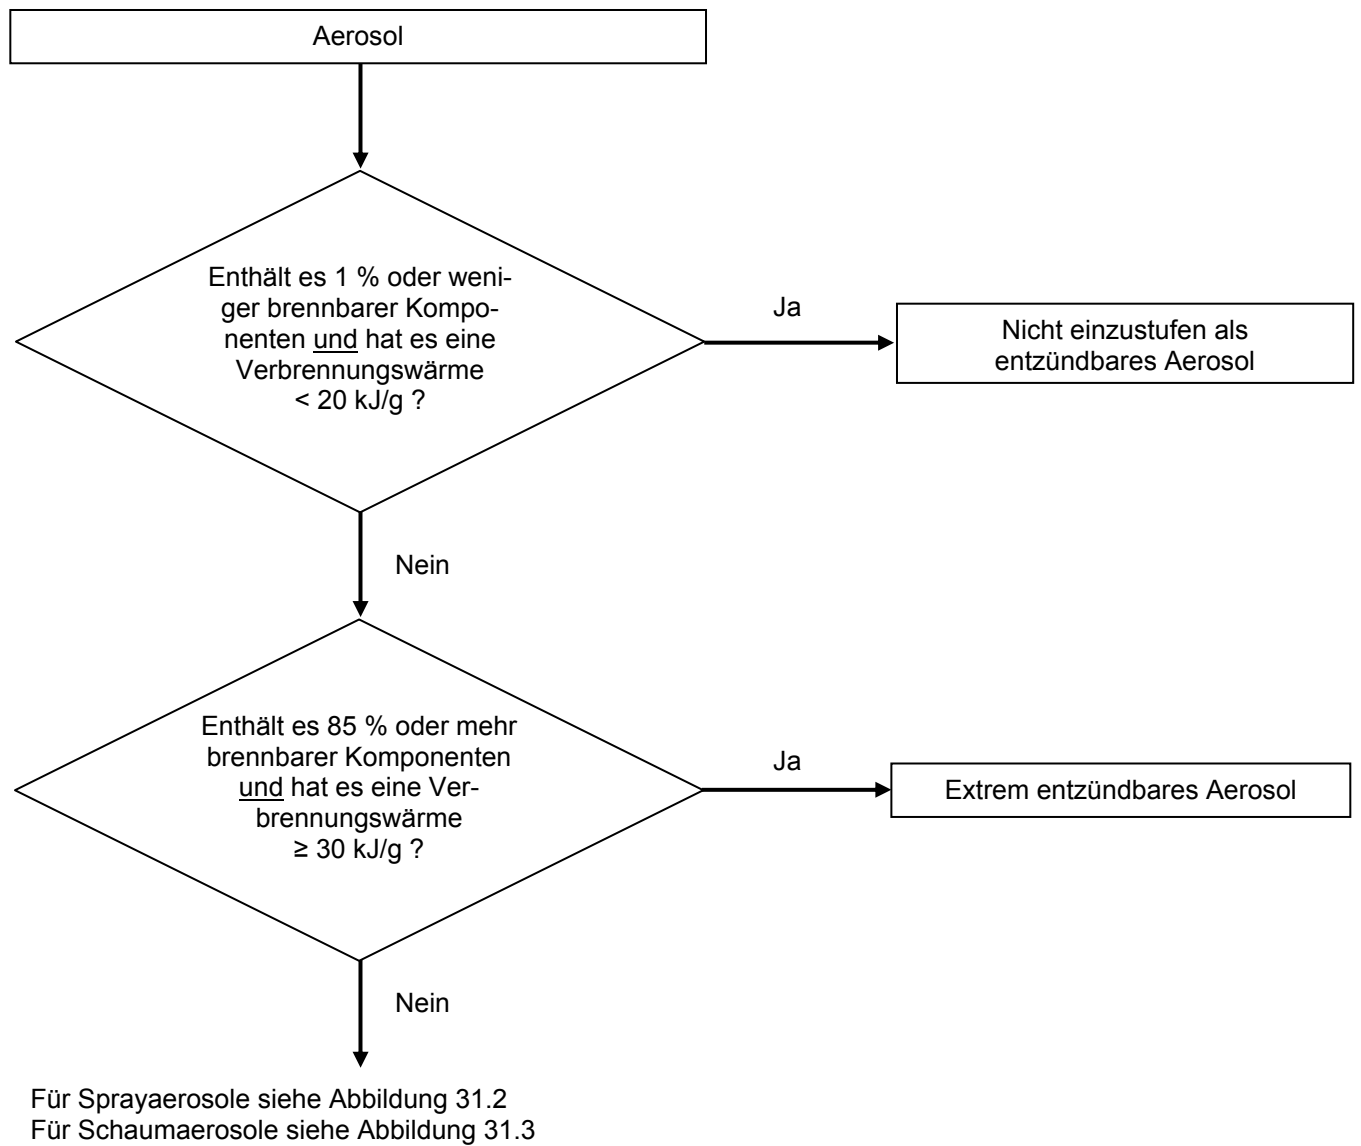 Aerosol
Enthält es 1 % oder weni-
ger brennbarer Kompo-
nenten und hat es eine
Verbrennungswärme
< 20 kJ/g ?
Ja
Nicht einzustufen als
entzündbares Aerosol
Nein
Enthält es 85 % oder mehr
brennbarer Komponenten
und hat es eine Ver-
brennungswärme
≥ 30 kJ/g ?
Ja
Extrem entzündbares Aerosol
Nein
Für Sprayaerosole siehe Abbildung 31.2
Für Schaumaerosole siehe Abbildung 31.3